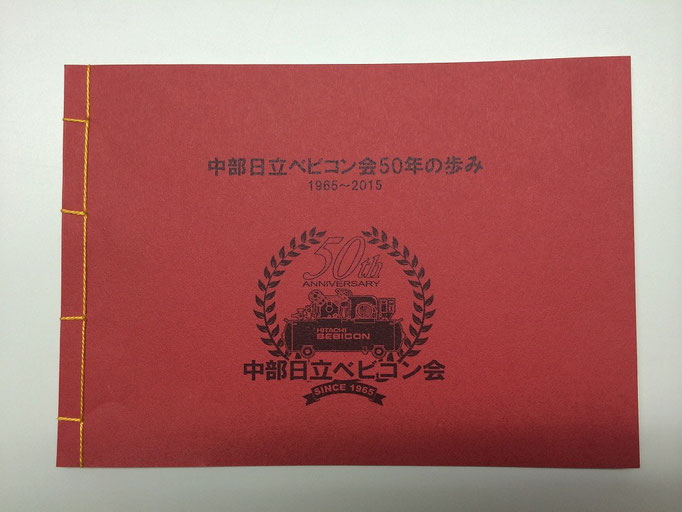 中部日立ベビコン会50年の歩み
1965～2015
50th
ANNIVERSARY
HITACHI
BEBICON
中部日立ベビコン会
SINCE 1965